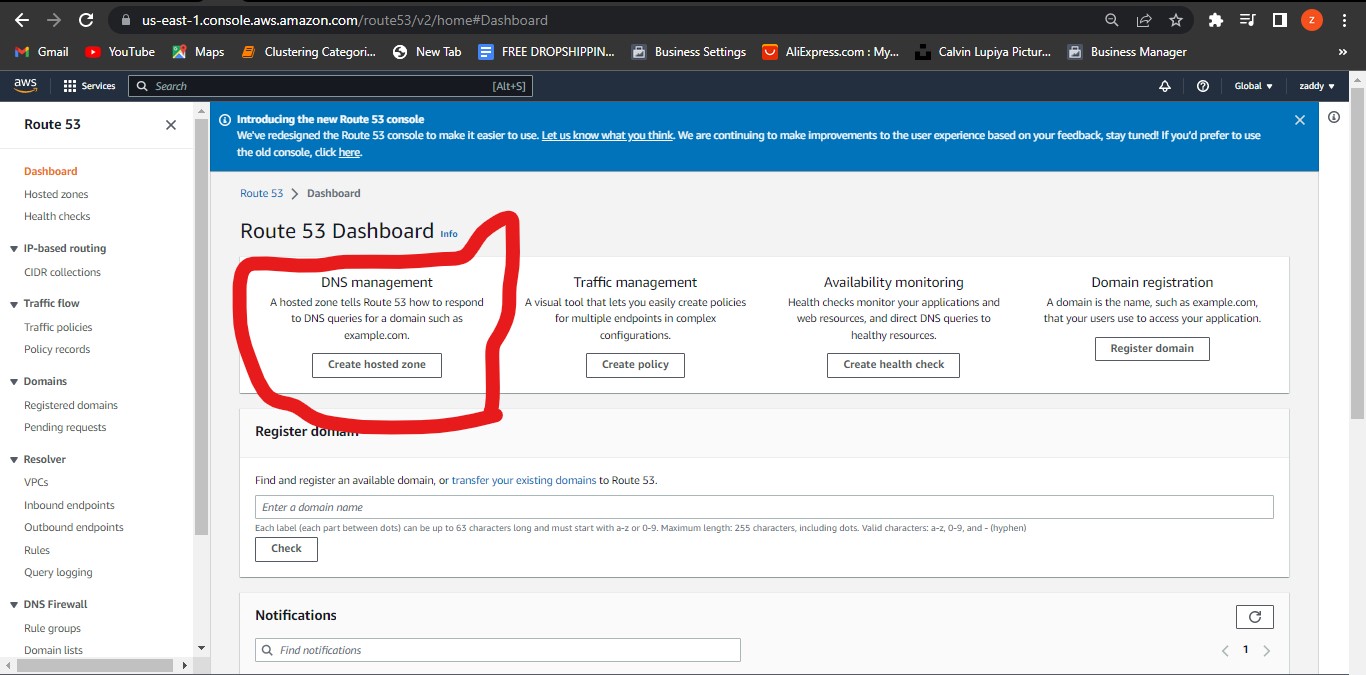 us-east-1.console.aws.amazon.com/route53/v2/home#Dashboard
Z
Gmail YouTube Maps Clustering Categori... New Tab FREE DROPSHIPPIN... Business Settings AliExpress.com : My... Calvin Lupiya Pictur... Business Manager »
aws Services Search [Alt+S] Global zaddy
Route 53
Dashboard
Hosted zones
Health checks
IP-based routing
CIDR collections
Traffic flow
Traffic policies
Policy records
Domains
Registered domains
Pending requests
Resolver
VPCs
Inbound endpoints
Outbound endpoints
Rules
Query logging
DNS Firewall
Rule groups
Domain lists
Introducing the new Route 53 console
We've redesigned the Route 53 console to make it easier to use. Let us know what you think. We are continuing to make improvements to the user experience based on your feedback, stay tuned! If you'd prefer to use
the old console, click here.
Route 53 Dashboard
Route 53 Dashboard Info
DNS management
A hosted zone tells Route 53 how to respond
to DNS queries for a domain such as
example.com.
Create hosted zone
Traffic management
A visual tool that lets you easily create policies
for multiple endpoints in complex
configurations.
Create policy
Availability monitoring
Health checks monitor your applications and
web resources, and direct DNS queries to
healthy resources.
Create health check
Domain registration
A domain is the name, such as example.com,
that your users use to access your application.
Register domain
Register domain
Find and register an available domain, or transfer your existing domains to Route 53.
Enter a domain name
Each label (each part between dots) can be up to 63 characters long and must start with a-z or 0-9. Maximum length: 255 characters, including dots. Valid characters: a-z, 0-9, and - (hyphen)
Check
Notifications
Find notifications
1